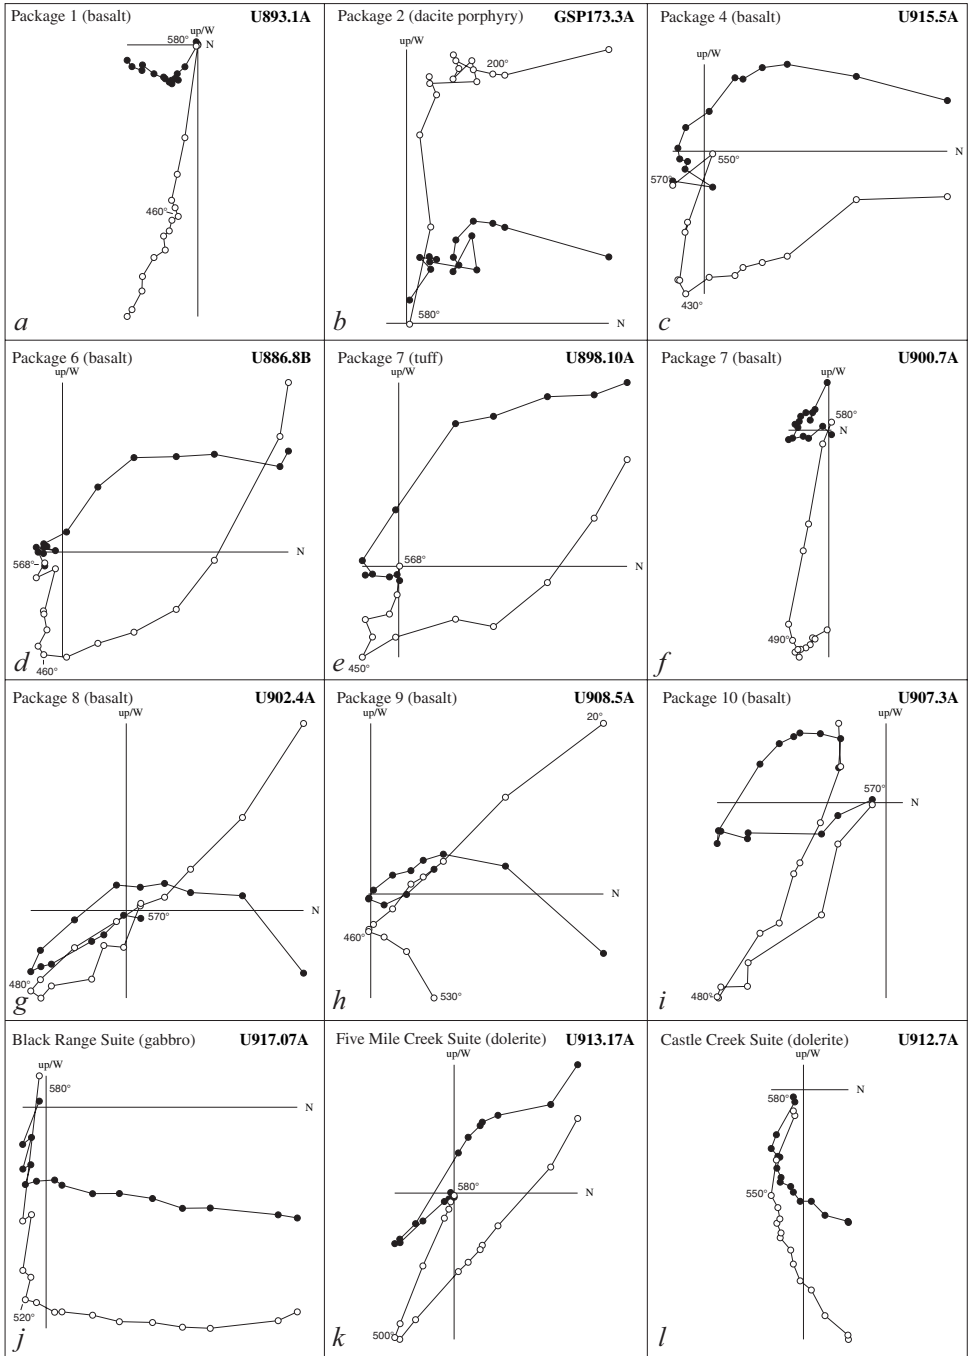 Package 1 (basalt) U893.1A
up/W
580° N
460°
a
Package 2 (dacite porphyry) GSP173.3A
up/W
200°
580° N
b
Package 4 (basalt) U915.5A
up/W
N
550°
570°
430°
c
Package 6 (basalt) U886.8B
up/W
N
568°
460°
d
Package 7 (tuff) U898.10A
up/W
568° N
450°
e
Package 7 (basalt) U900.7A
up/W
580°
N
490°
f
Package 8 (basalt) U902.4A
up/W
N
570°
480°
g
Package 9 (basalt) U908.5A
up/W 20°
N
460°
530°
h
Package 10 (basalt) U907.3A
up/W
570° N
480°
i
Black Range Suite (gabbro) U917.07A
up/W
580°
N
520°
j
Five Mile Creek Suite (dolerite) U913.17A
up/W
580° N
500°
k
Castle Creek Suite (dolerite) U912.7A
up/W
N
580°
550°
l